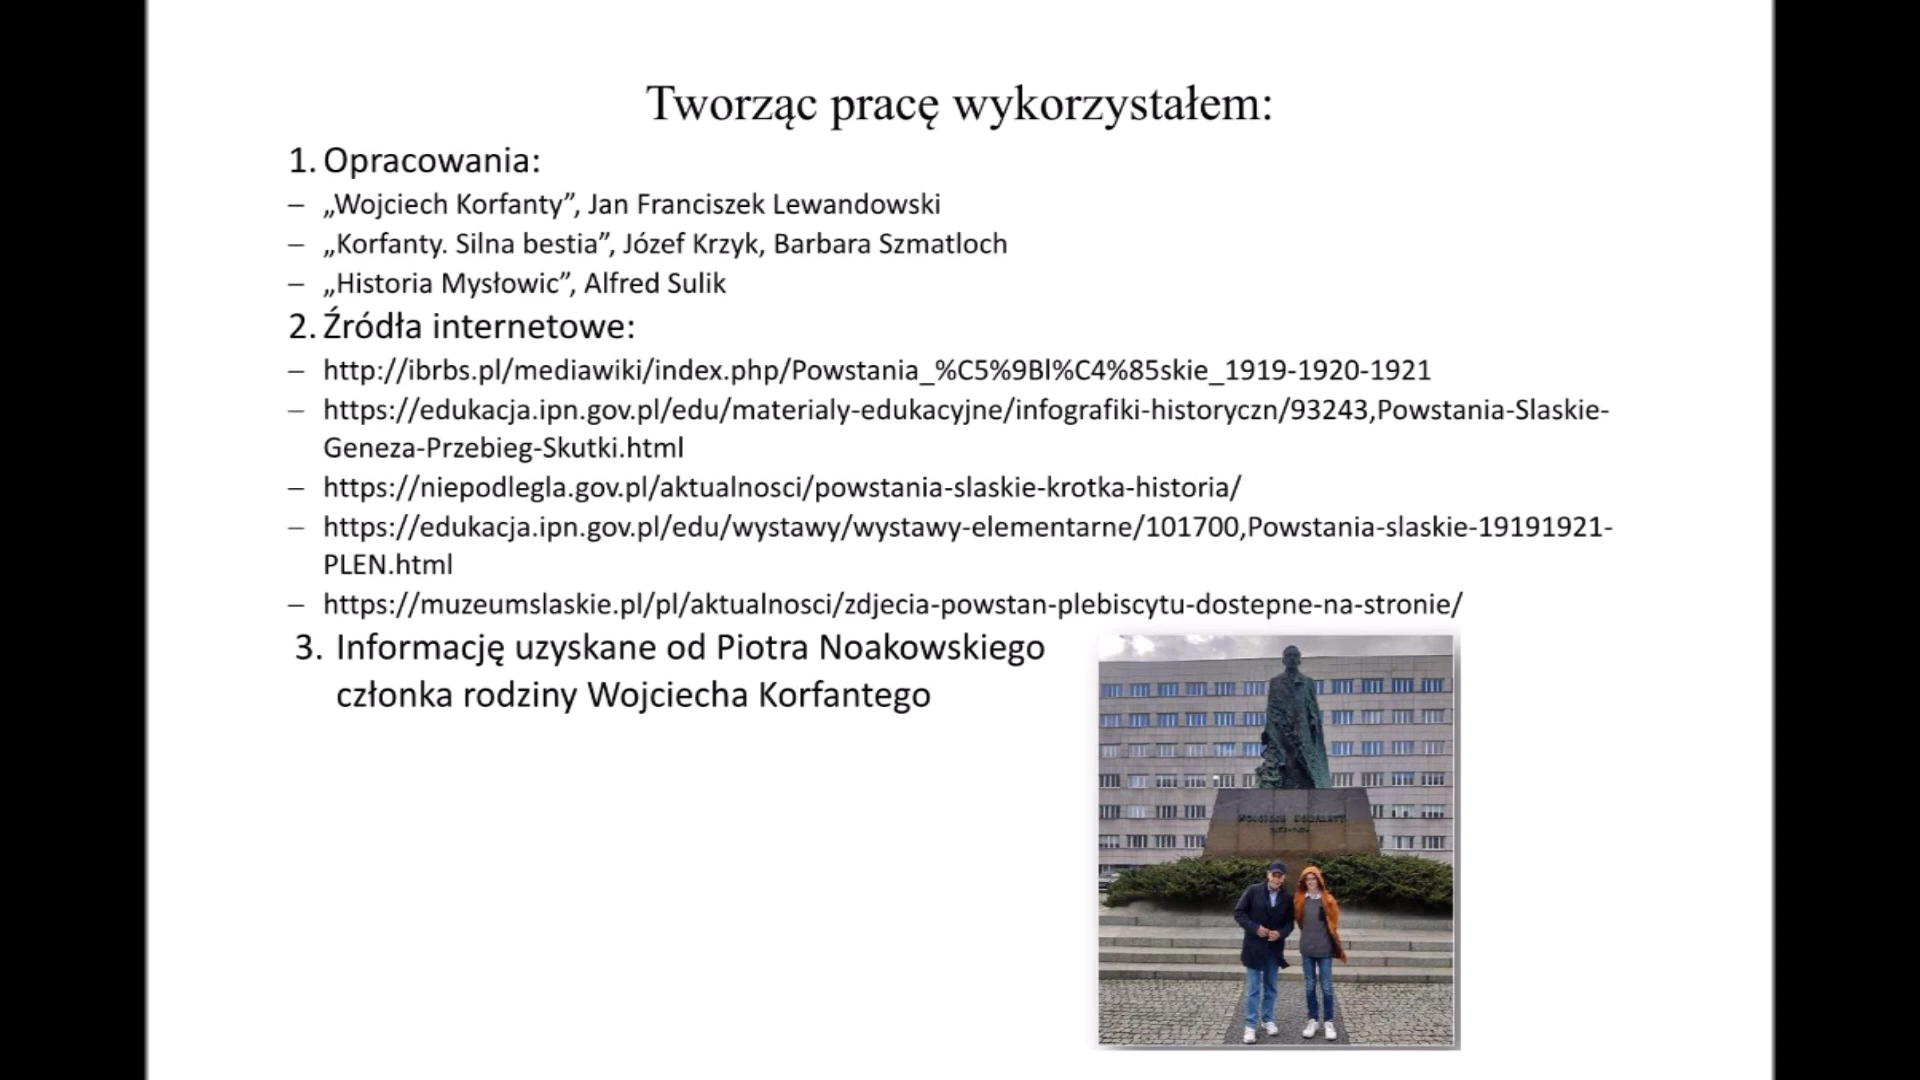 Tworząc pracę wykorzystałem:
1. Opracowania:
– „Wojciech Korfanty”, Jan Franciszek Lewandowski
– „Korfanty. Silna bestia”, Józef Krzyk, Barbara Szmatloch
– „Historia Mysłowic”, Alfred Sulik
2. Źródła internetowe:
– http://ibrbs.pl/mediawiki/index.php/Powstania_%C5%9Bl%C4%85skie_1919-1920-1921
– https://edukacja.ipn.gov.pl/edu/materialy-edukacyjne/infografiki-historyczn/93243,Powstania-Slaskie-
Geneza-Przebieg-Skutki.html
– https://niepodlegla.gov.pl/aktualnosci/powstania-slaskie-krotka-historia/
– https://edukacja.ipn.gov.pl/edu/wystawy/wystawy-elementarne/101700,Powstania-slaskie-19191921-
PLEN.html
– https://muzeumslaskie.pl/pl/aktualnosci/zdjecia-powstan-plebiscytu-dostepne-na-stronie/
3. Informację uzyskane od Piotra Noakowskiego
członka rodziny Wojciecha Korfantego
WOJCIECH KORFANTY